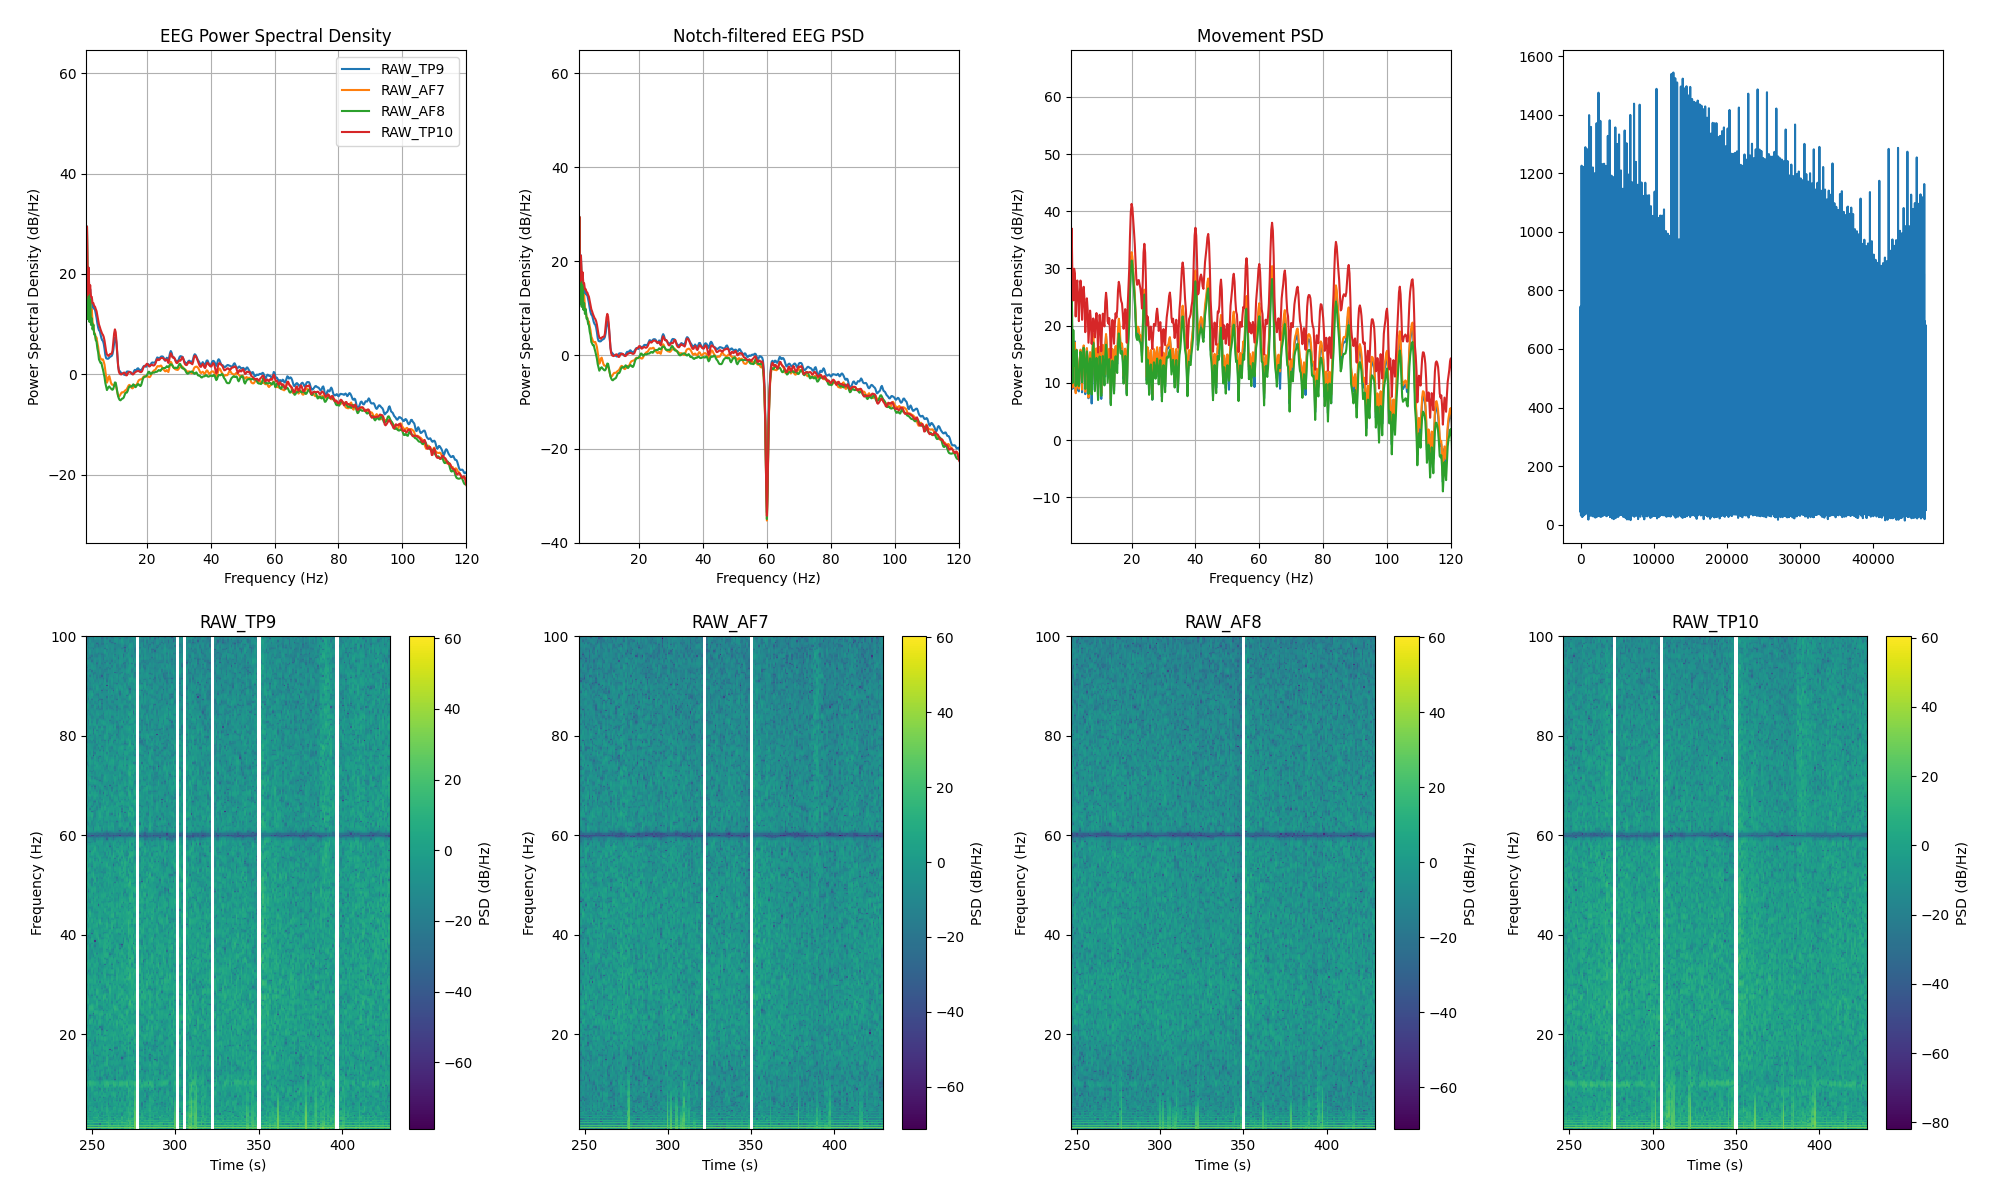 EEG Power Spectral Density
Power Spectral Density (dB/Hz)
60
40
20
0
−20
RAW_TP9
RAW_AF7
RAW_AF8
RAW_TP10
20 40 60 80 100 120
Frequency (Hz)
Notch-filtered EEG PSD
Power Spectral Density (dB/Hz)
60
40
20
0
−20
−40
20 40 60 80 100 120
Frequency (Hz)
Movement PSD
Power Spectral Density (dB/Hz)
60
50
40
30
20
10
0
−10
20 40 60 80 100 120
Frequency (Hz)
1600
1400
1200
1000
800
600
400
200
0
0 10000 20000 30000 40000
RAW_TP9
Frequency (Hz)
100
80
60
40
20
250 300 350 400
Time (s)
60
40
20
0
−20
−40
−60
PSD (dB/Hz)
RAW_AF7
Frequency (Hz)
100
80
60
40
20
250 300 350 400
Time (s)
60
40
20
0
−20
−40
−60
PSD (dB/Hz)
RAW_AF8
Frequency (Hz)
100
80
60
40
20
250 300 350 400
Time (s)
60
40
20
0
−20
−40
−60
PSD (dB/Hz)
RAW_TP10
Frequency (Hz)
100
80
60
40
20
250 300 350 400
Time (s)
60
40
20
0
−20
−40
−60
−80
PSD (dB/Hz)